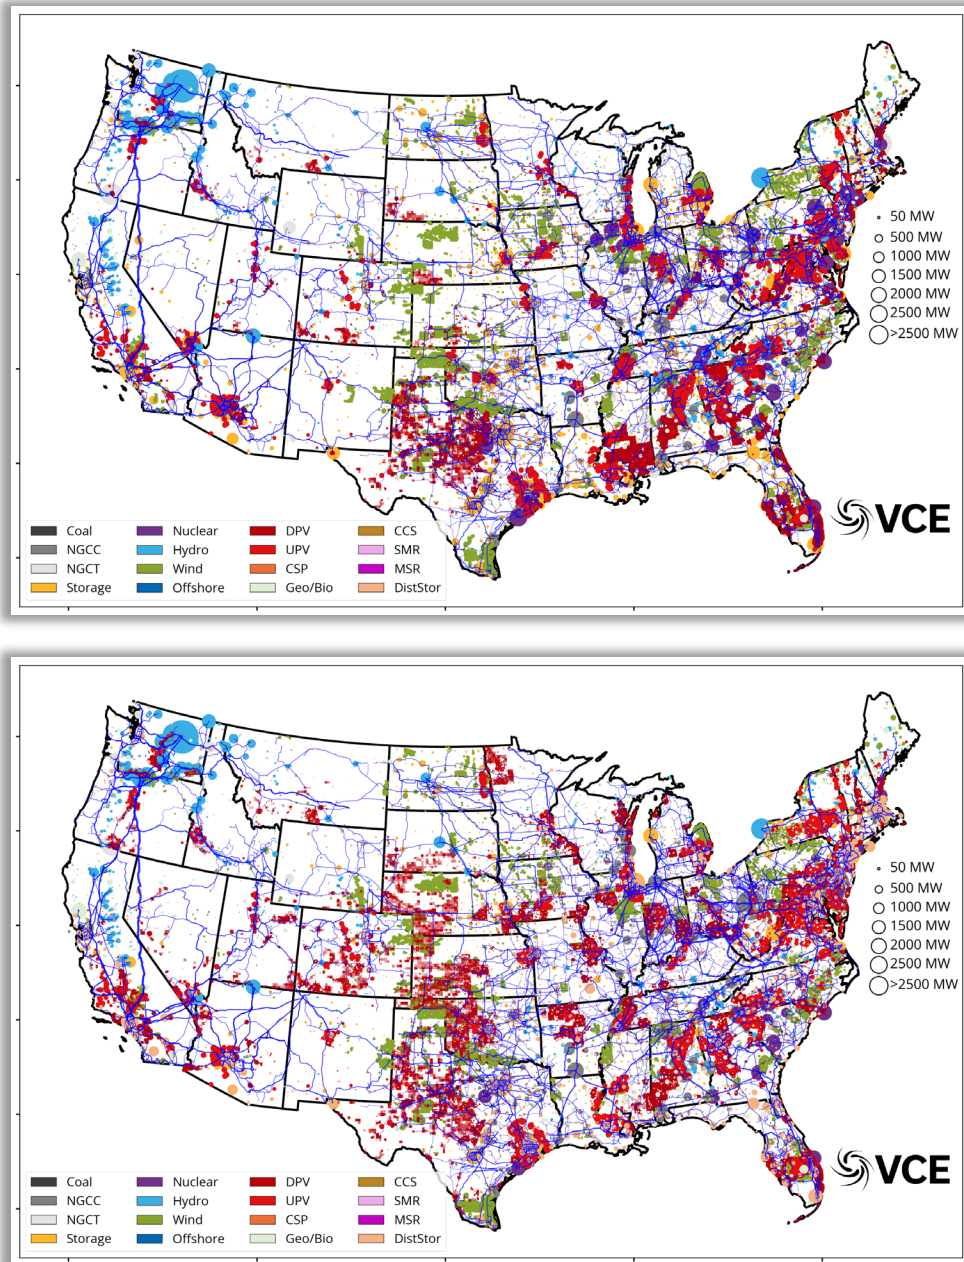 50 MW
500 MW
1000 MW
1500 MW
2000 MW
2500 MW
>2500 MW
VCE
Coal Nuclear DPV CCS
NGCC Hydro UPV SMR
NGCT Wind CSP MSR
Storage Offshore Geo/Bio DistStor
50 MW
500 MW
1000 MW
1500 MW
2000 MW
2500 MW
>2500 MW
VCE
Coal Nuclear DPV CCS
NGCC Hydro UPV SMR
NGCT Wind CSP MSR
Storage Offshore Geo/Bio DistStor